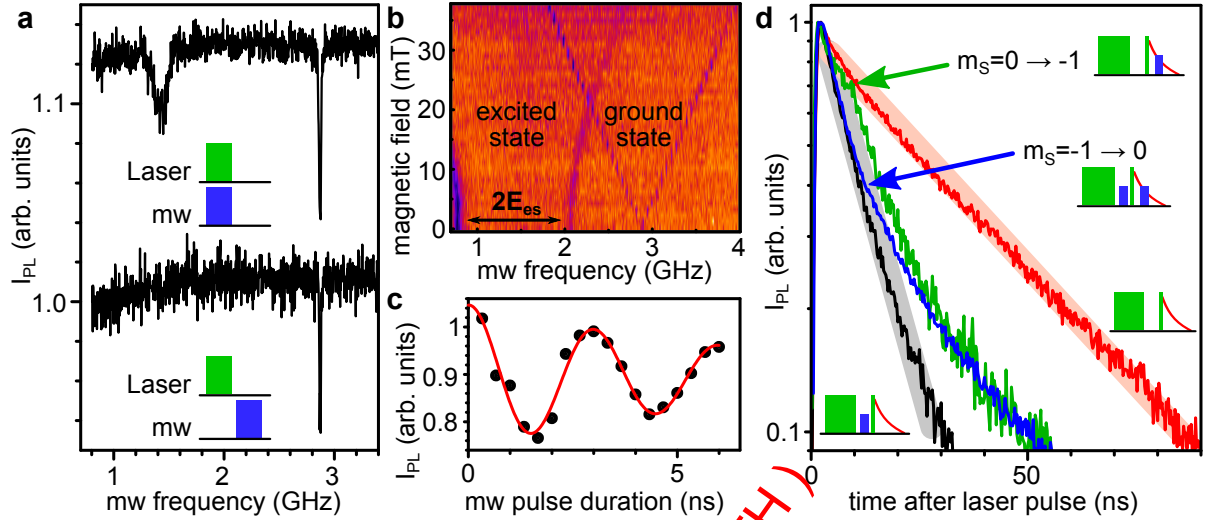 a
I_PL (arb. units)
1.1
1.0
Laser
mw
Laser
mw
1
2
3
mw frequency (GHz)
b
magnetic field (mT)
30
20
10
0
excited
state
ground
state
2E_es
1
2
3
4
mw frequency (GHz)
c
I_PL (arb. units)
1
0.9
0.8
0
5
mw pulse duration (ns)
d
I_PL (arb. units)
1
0.1
m_S=0 → -1
m_S=-1 → 0
0
50
time after laser pulse (ns)